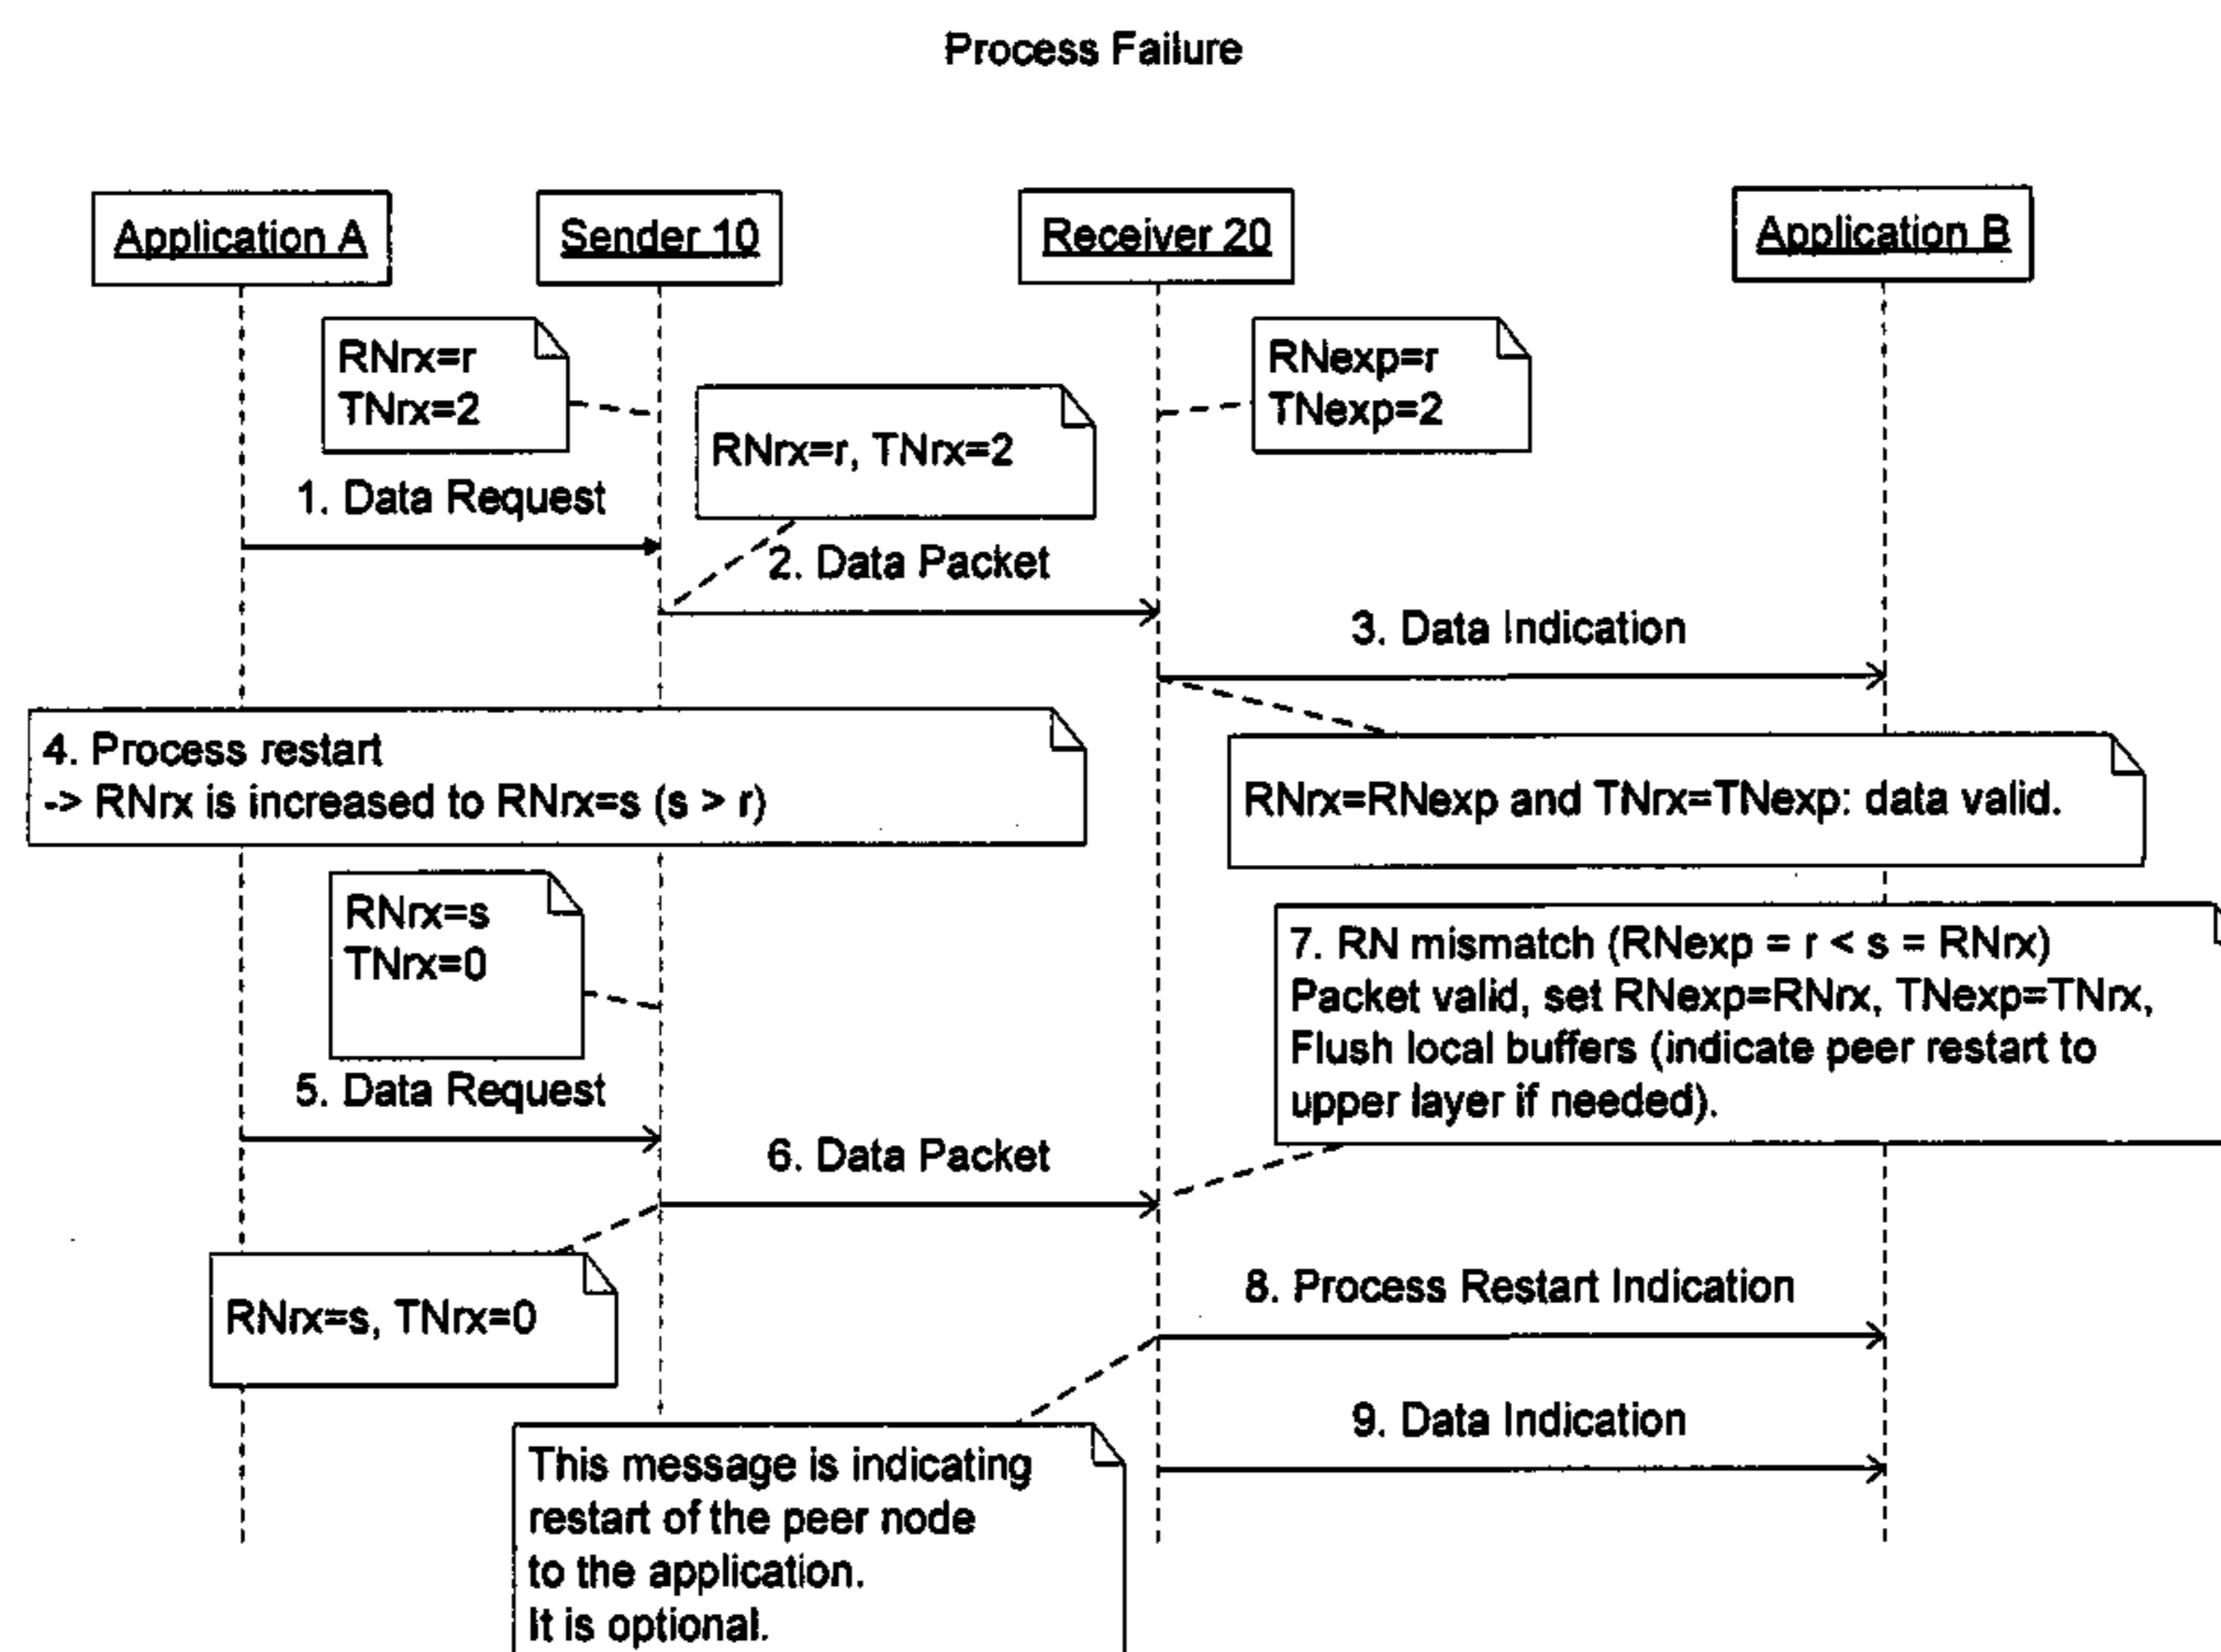 Process Failure
Application A
Sender 10
Receiver 20
Application B
RNrx=r
TNrx=2
RNrx=r, TNrx=2
RNexp=r
TNexp=2
1. Data Request
2. Data Packet
3. Data Indication
4. Process restart
-> RNrx is increased to RNrx=s (s > r)
RNrx=RNexp and TNrx=TNexp: data valid.
RNrx=s
TNrx=0
5. Data Request
7. RN mismatch (RNexp = r < s = RNrx)
Packet valid, set RNexp=RNrx, TNexp=TNrx,
Flush local buffers (indicate peer restart to
upper layer if needed).
6. Data Packet
RNrx=s, TNrx=0
8. Process Restart Indication
9. Data Indication
This message is indicating
restart of the peer node
to the application.
It is optional.